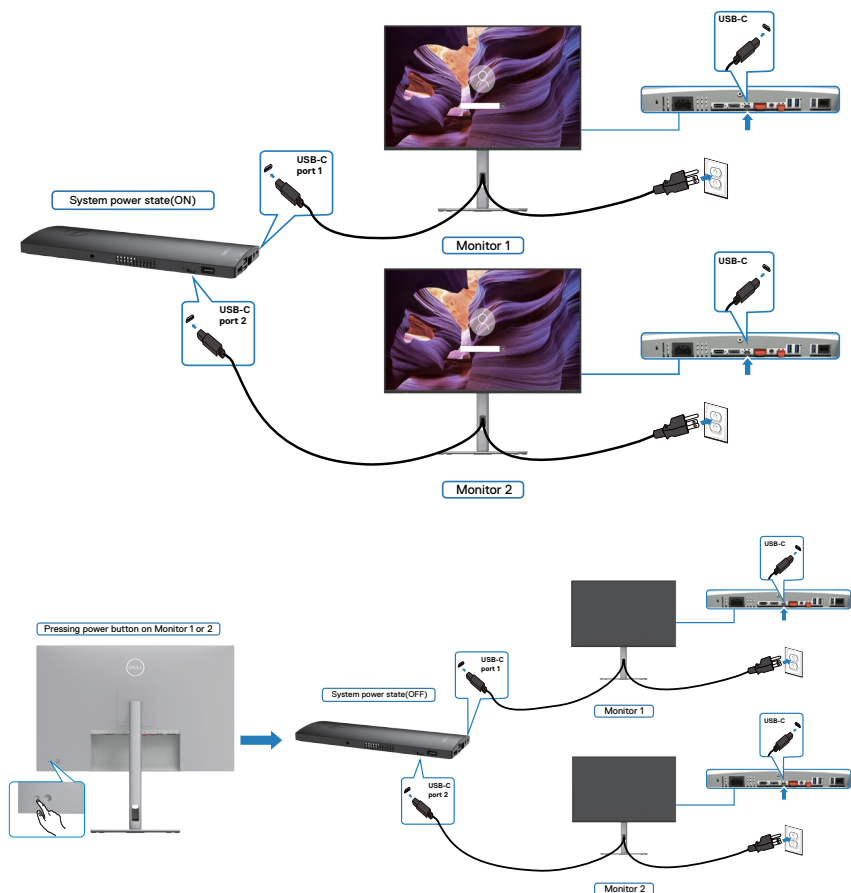 USB-C
USB-C
port 1
System power state(ON)
Monitor 1
USB-C
USB-C
port 2
Monitor 2
USB-C
Pressing power button on Monitor 1 or 2
DELL
USB-C
port 1
System power state(OFF)
Monitor 1
USB-C
USB-C
port 2
Monitor 2